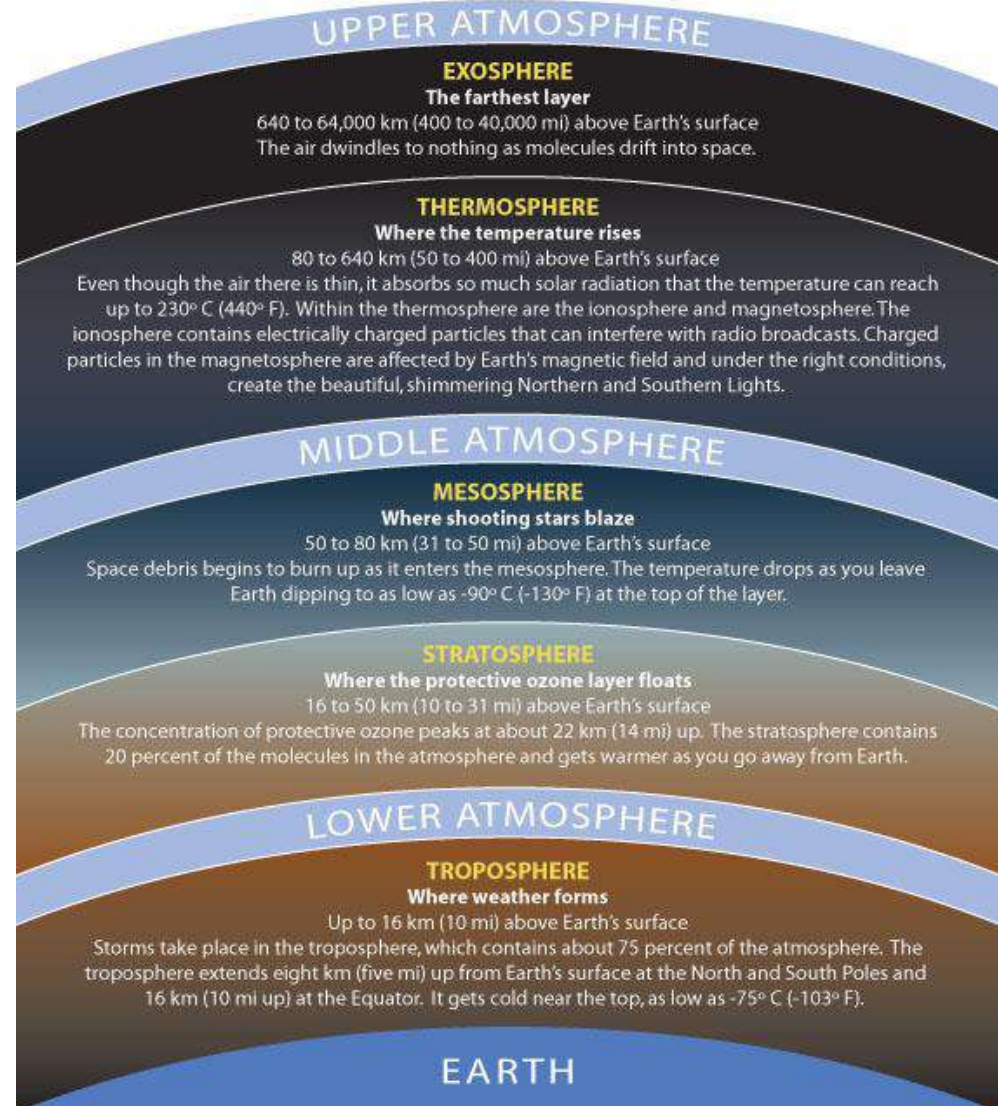 UPPER ATMOSPHERE
EXOSPHERE
The farthest layer
640 to 64,000 km (400 to 40,000 mi) above Earth's surface
The air dwindles to nothing as molecules drift into space.
THERMOSPHERE
Where the temperature rises
80 to 640 km (50 to 400 mi) above Earth's surface
Even though the air there is thin, it absorbs so much solar radiation that the temperature can reach
up to 230º C (440º F). Within the thermosphere are the ionosphere and magnetosphere. The
ionosphere contains electrically charged particles that can interfere with radio broadcasts. Charged
particles in the magnetosphere are affected by Earth's magnetic field and under the right conditions,
create the beautiful, shimmering Northern and Southern Lights.
MIDDLE ATMOSPHERE
MESOSPHERE
Where shooting stars blaze
50 to 80 km (31 to 50 mi) above Earth's surface
Space debris begins to burn up as it enters the mesosphere. The temperature drops as you leave
Earth dipping to as low as -90º C (-130º F) at the top of the layer.
STRATOSPHERE
Where the protective ozone layer floats
16 to 50 km (10 to 31 mi) above Earth's surface
The concentration of protective ozone peaks at about 22 km (14 mi) up. The stratosphere contains
20 percent of the molecules in the atmosphere and gets warmer as you go away from Earth.
LOWER ATMOSPHERE
TROPOSPHERE
Where weather forms
Up to 16 km (10 mi) above Earth's surface
Storms take place in the troposphere, which contains about 75 percent of the atmosphere. The
troposphere extends eight km (five mi) up from Earth's surface at the North and South Poles and
16 km (10 mi up) at the Equator. It gets cold near the top, as low as -75º C (-103º F).
EARTH